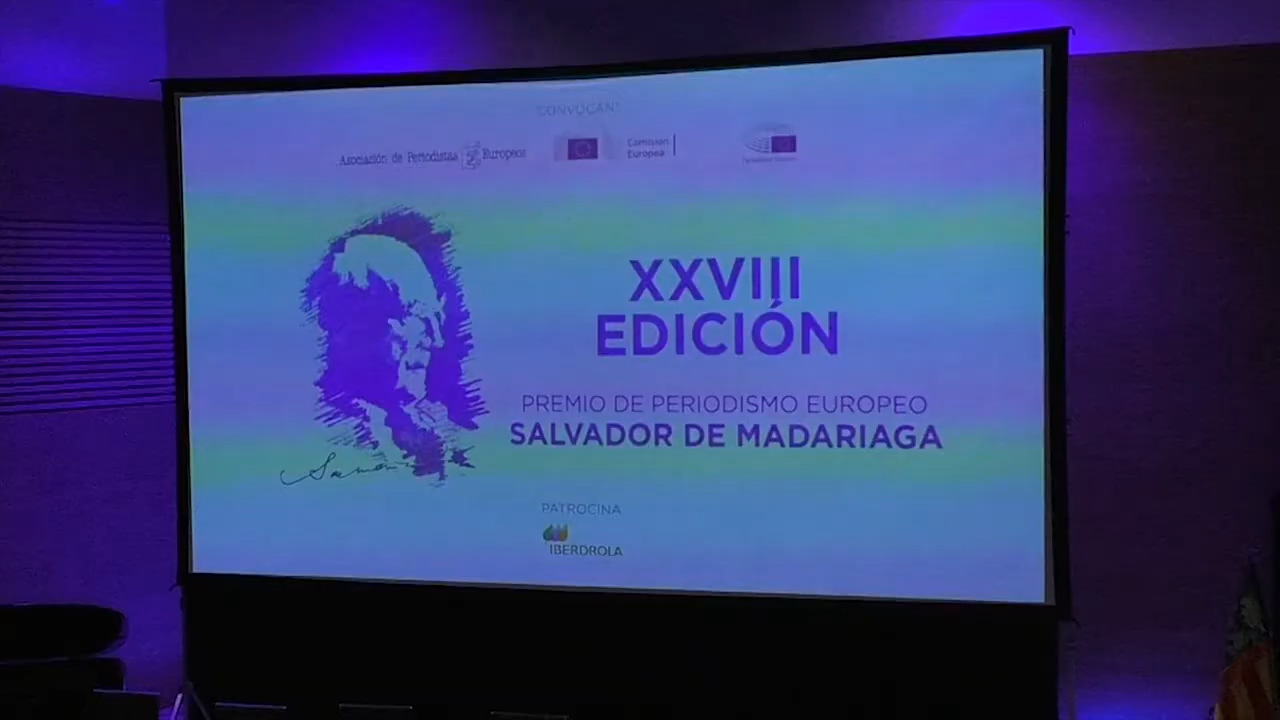 CONVOCAN
Asociación de Periodistas Europeos
Comisión
Europea
XXVIII
EDICIÓN
PREMIO DE PERIODISMO EUROPEO
SALVADOR DE MADARIAGA
PATROCINA
IBERDROLA